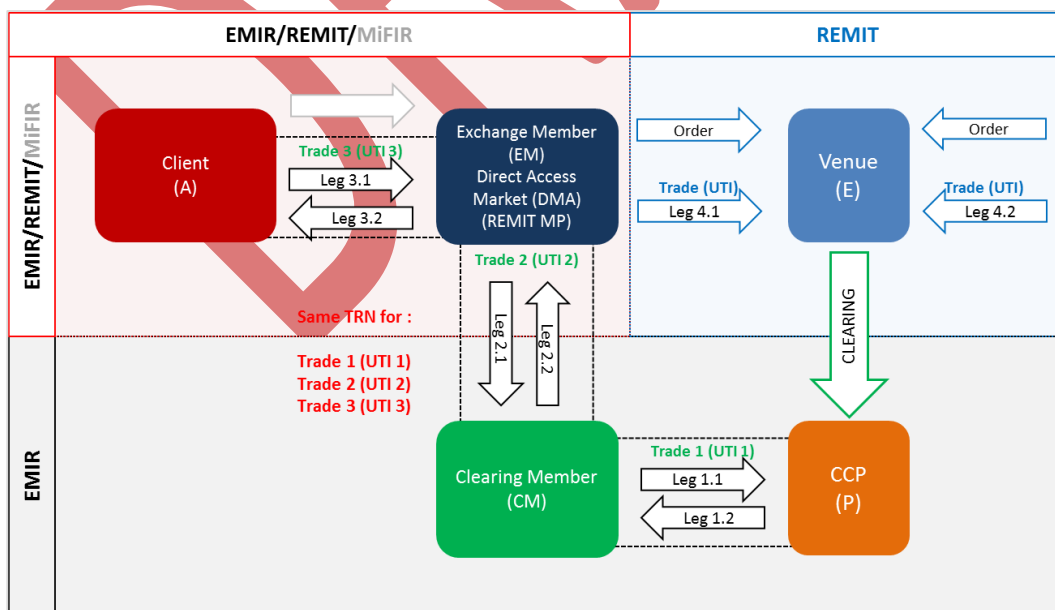 EMIR/REMIT/MiFIR
REMIT
EMIR/REMIT/MiFIR
EMIR
Client
(A)
Trade 3 (UTI 3)
Leg 3.1
Leg 3.2
Exchange Member
(EM)
Direct Access
Market (DMA)
(REMIT MP)
Order
Trade (UTI)
Leg 4.1
Venue
(E)
Order
Trade (UTI)
Leg 4.2
Trade 2 (UTI 2)
Leg 2.1
Leg 2.2
CLEARING
Same TRN for :
Trade 1 (UTI 1)
Trade 2 (UTI 2)
Trade 3 (UTI 3)
Clearing Member
(CM)
Trade 1 (UTI 1)
Leg 1.1
Leg 1.2
CCP
(P)